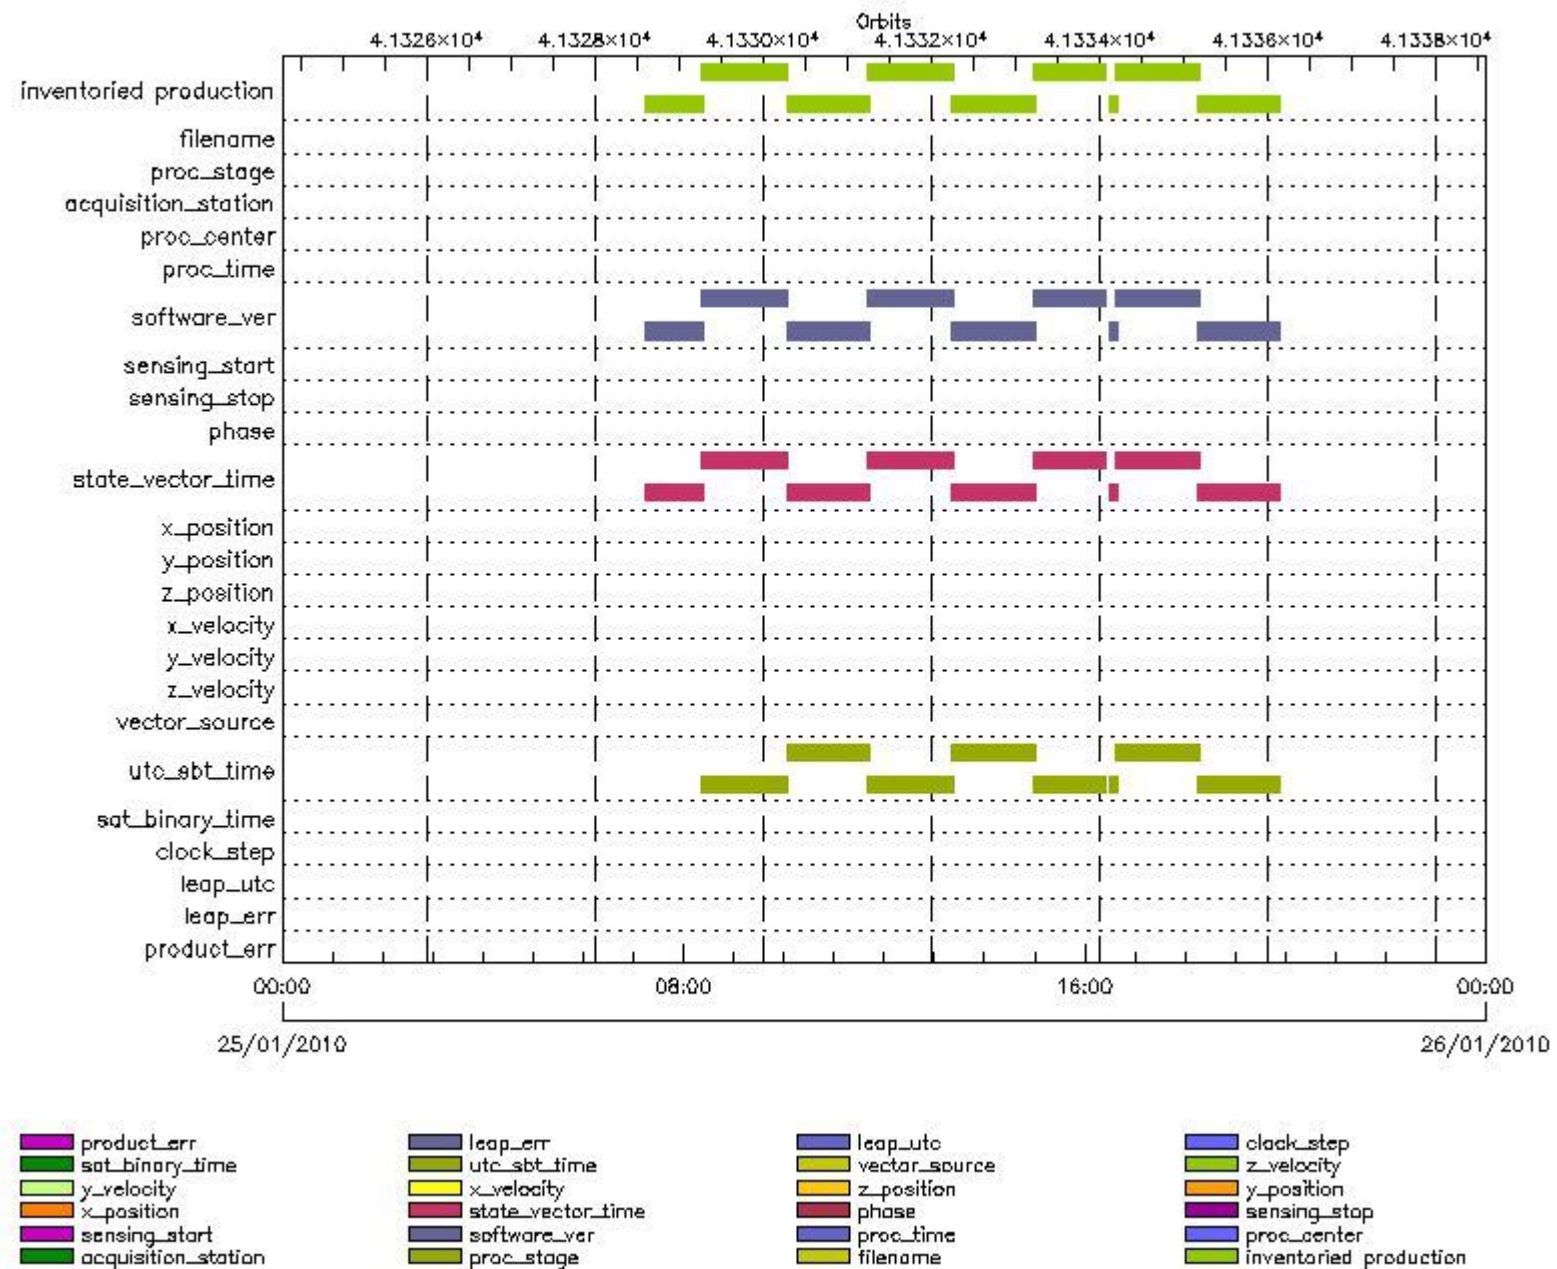 Orbits
4.1326×10⁴ 4.1328×10⁴ 4.1330×10⁴ 4.1332×10⁴ 4.1334×10⁴ 4.1336×10⁴ 4.1338×10⁴
inventoried production
filename
proc_stage
acquisition_station
proc_center
proc_time
software_ver
sensing_start
sensing_stop
phase
state_vector_time
x_position
y_position
z_position
x_velocity
y_velocity
z_velocity
vector_source
utc_sbt_time
sat_binary_time
clock_step
leap_utc
leap_err
product_err
00:00 08:00 16:00 00:00
25/01/2010 26/01/2010
product_err leap_err leap_utc clock_step
sat_binary_time utc_sbt_time vector_source z_velocity
y_velocity x_velocity z_position y_position
x_position state_vector_time phase sensing_stop
sensing_start software_ver proc_time proc_center
acquisition_station proc_stage filename inventoried production